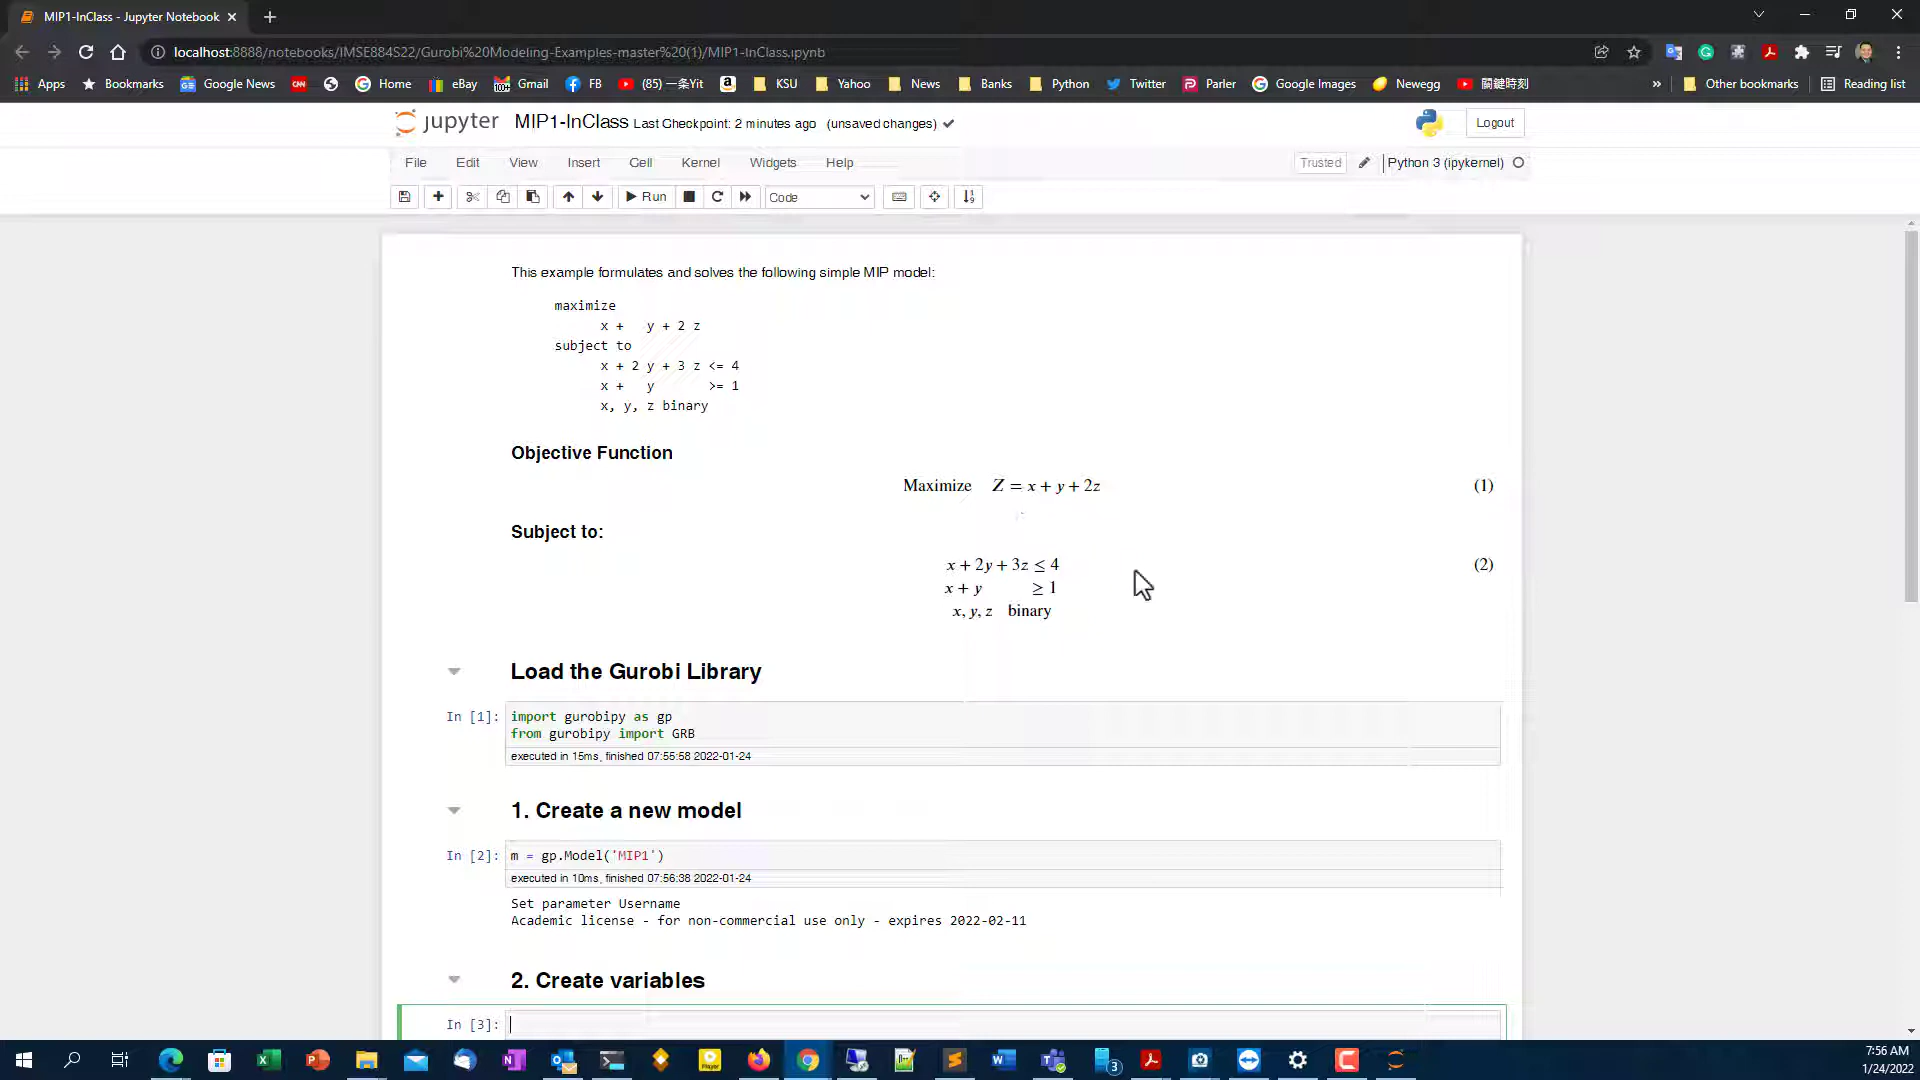 MIP1-InClass - Jupyter Notebook
localhost:8888/notebooks/IMSE884S22/Gurobi%20Modeling-Examples-master%20(1)/MIP1-InClass.ipynb
Apps Bookmarks Google News Home eBay Gmail FB (85) 一条Yit KSU Yahoo News Banks Python Twitter Parler Google Images Newegg 關鍵時刻 » Other bookmarks Reading list
jupyter MIP1-InClass Last Checkpoint: 2 minutes ago (unsaved changes) Logout
File Edit View Insert Cell Kernel Widgets Help Trusted Python 3 (ipykernel)
Run Code
This example formulates and solves the following simple MIP model:
maximize
x + y + 2 z
subject to
x + 2 y + 3 z <= 4
x + y >= 1
x, y, z binary
Objective Function
Maximize Z = x + y + 2z (1)
Subject to:
x + 2y + 3z ≤ 4 (2)
x + y ≥ 1
x, y, z binary
Load the Gurobi Library
In [1]: import gurobipy as gp
from gurobipy import GRB
executed in 15ms, finished 07:55:58 2022-01-24
1. Create a new model
In [2]: m = gp.Model('MIP1')
executed in 10ms, finished 07:56:38 2022-01-24
Set parameter Username
Academic license - for non-commercial use only - expires 2022-02-11
2. Create variables
In [3]:
7:56 AM
1/24/2022